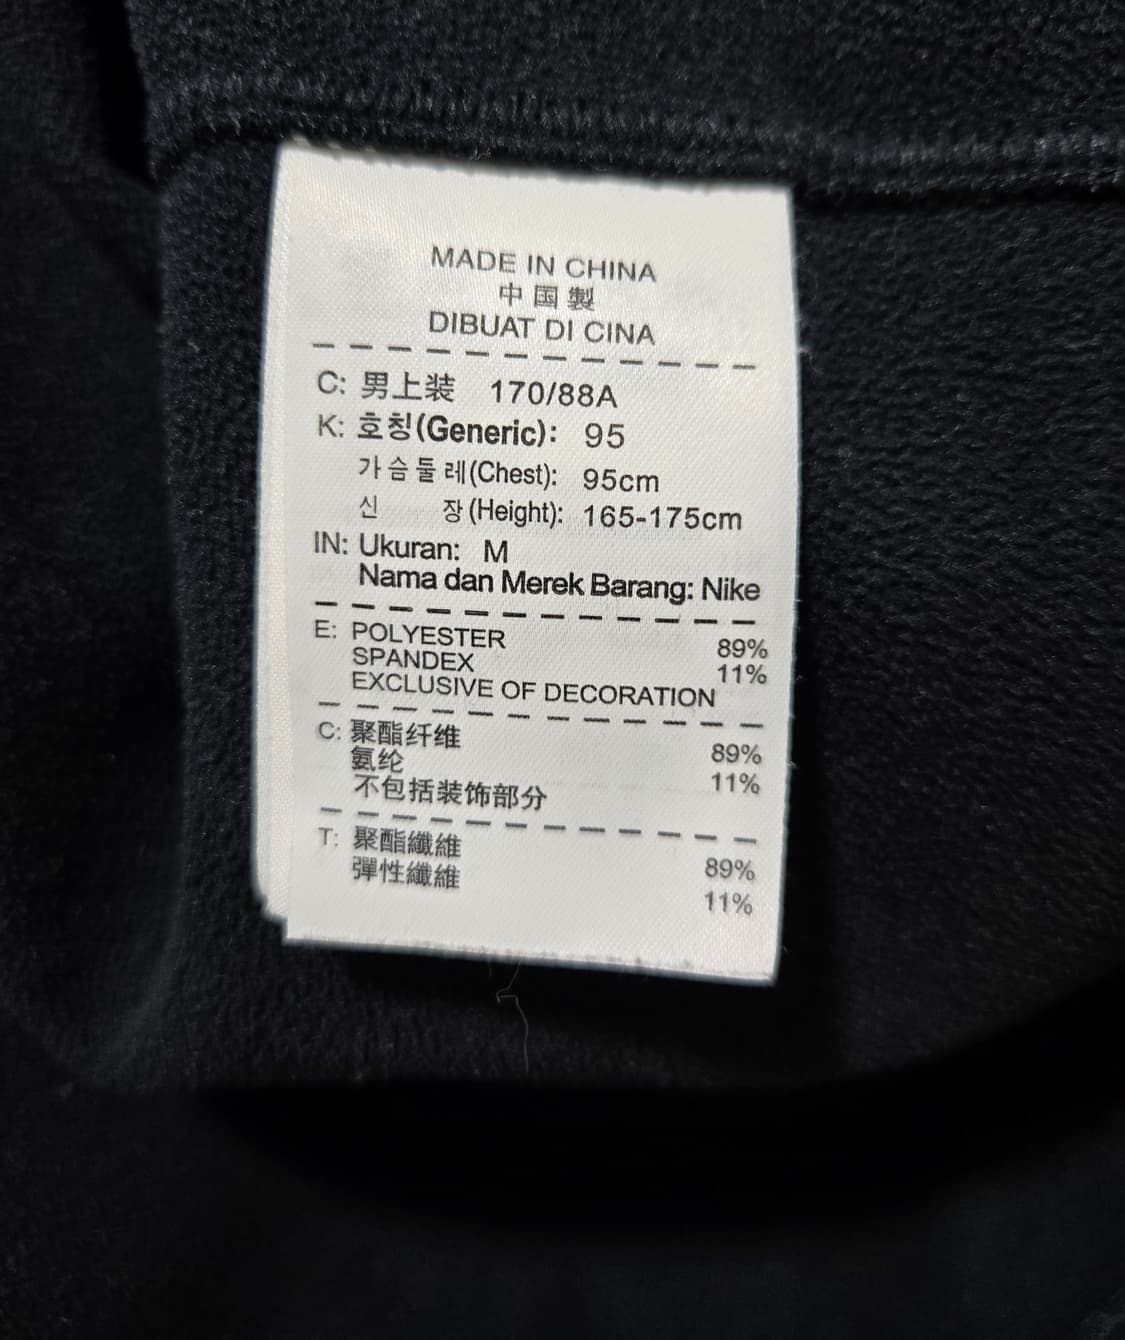 MADE IN CHINA
中国製
DIBUAT DI CINA
C: 男上装 170/88A
K: 호칭(Generic): 95
가슴둘레(Chest): 95cm
신 장(Height): 165-175cm
IN: Ukuran: M
Nama dan Merek Barang: Nike
E: POLYESTER 89%
SPANDEX 11%
EXCLUSIVE OF DECORATION
C: 聚酯纤维 89%
氨纶 11%
不包括装饰部分
T: 聚酯纖維 89%
彈性纖維 11%